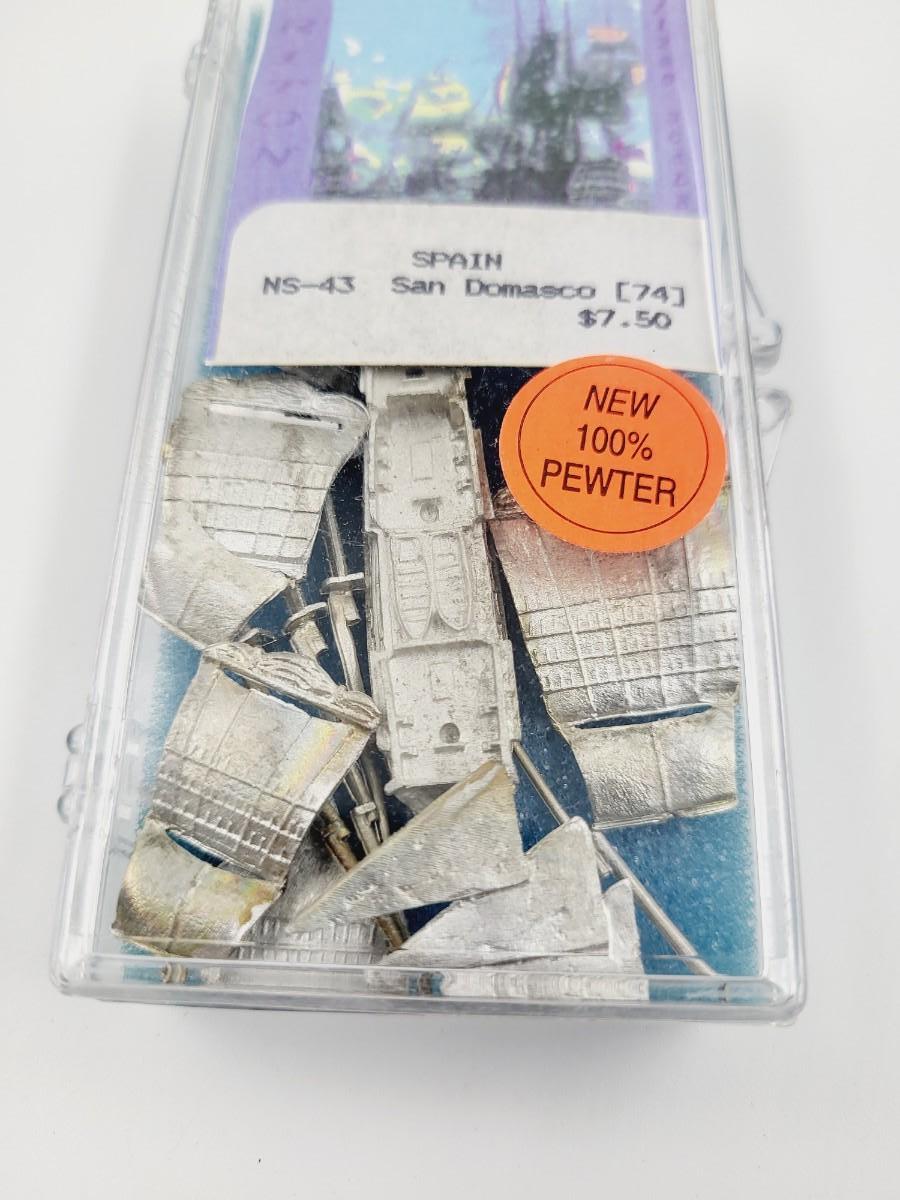 SPAIN
NS-43 San Domasco [74]
$7.50
NEW
100%
PEWTER